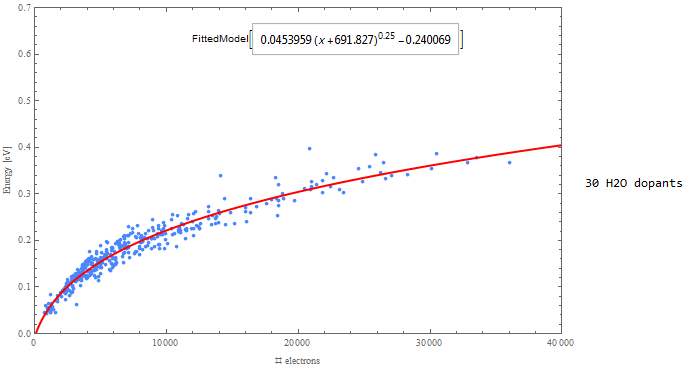 0.7
FittedModel[ 0.0453959 (x+691.827)^0.25 −0.240069 ]
0.6
0.5
Energy [eV]
0.4
0.3
30 H2O dopants
0.2
0.1
0.0
0 10000 20000 30000 40000
# electrons